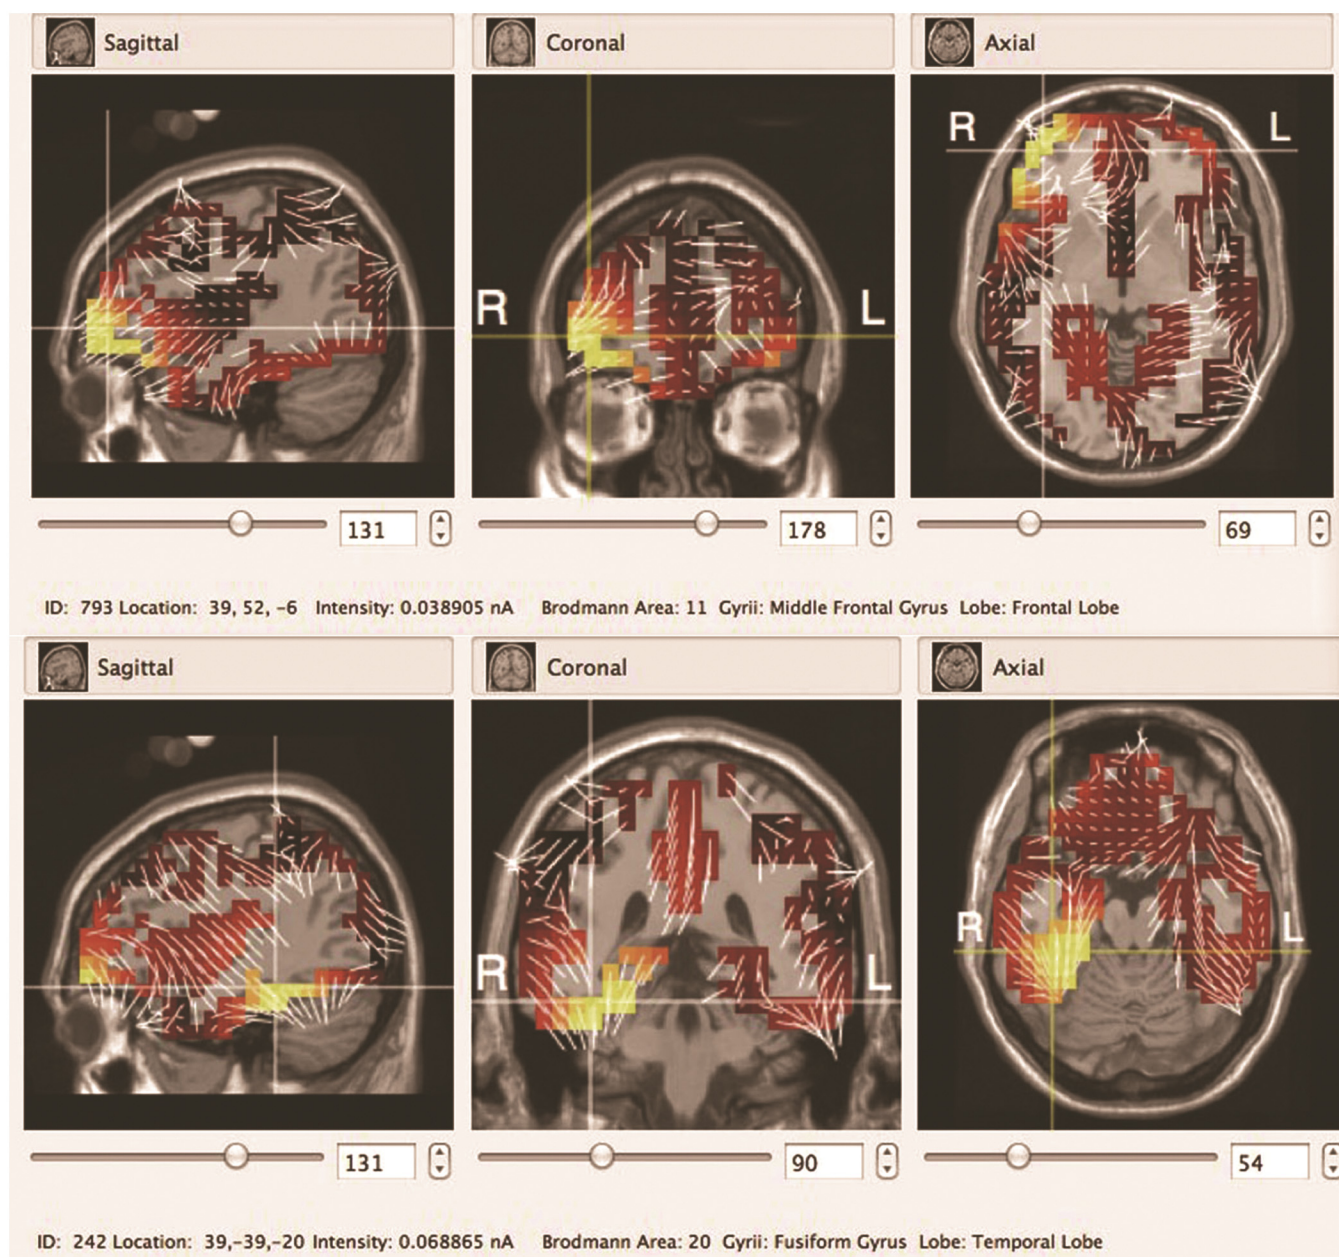 Sagittal Coronal Axial
R L
R L
131 178 69
ID: 793 Location: 39, 52, -6 Intensity: 0.038905 nA Brodmann Area: 11 Gyrii: Middle Frontal Gyrus Lobe: Frontal Lobe
Sagittal Coronal Axial
R L R L
131 90 54
ID: 242 Location: 39,-39,-20 Intensity: 0.068865 nA Brodmann Area: 20 Gyrii: Fusiform Gyrus Lobe: Temporal Lobe